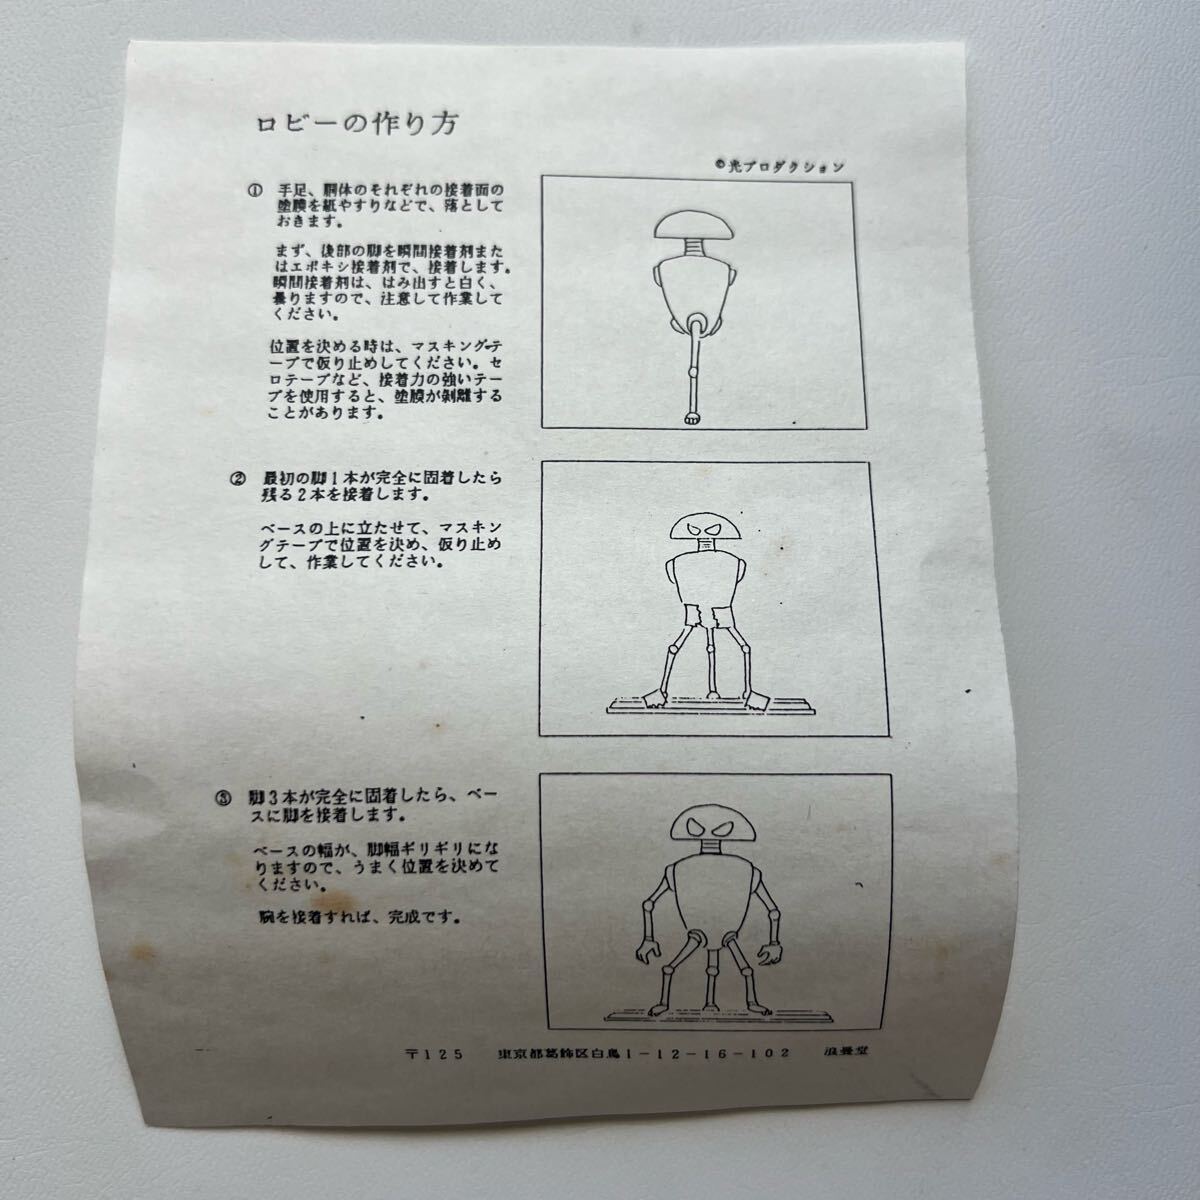 ロビーの作り方
©光プロダクション
① 手足、胴体のそれぞれの接着面の
塗膜を紙やすりなどで、落として
おきます。
まず、後部の脚を瞬間接着剤また
はエポキシ接着剤で、接着します。
瞬間接着剤は、はみ出すと白く、
曇りますので、注意して作業して
ください。
位置を決める時は、マスキングテ
ープで仮り止めしてください。セ
ロテープなど、接着力の強いテー
プを使用すると、塗膜が剝離する
ことがあります。
② 最初の脚1本が完全に固着したら
残る2本を接着します。
ベースの上に立たせて、マスキン
グテープで位置を決め、仮り止め
して、作業してください。
③ 脚3本が完全に固着したら、ベー
スに脚を接着します。
ベースの幅が、脚幅ギリギリにな
りますので、うまく位置を決めて
ください。
腕を接着すれば、完成です。
〒125 東京都葛飾区白鳥1-12-16-102 浪曼堂